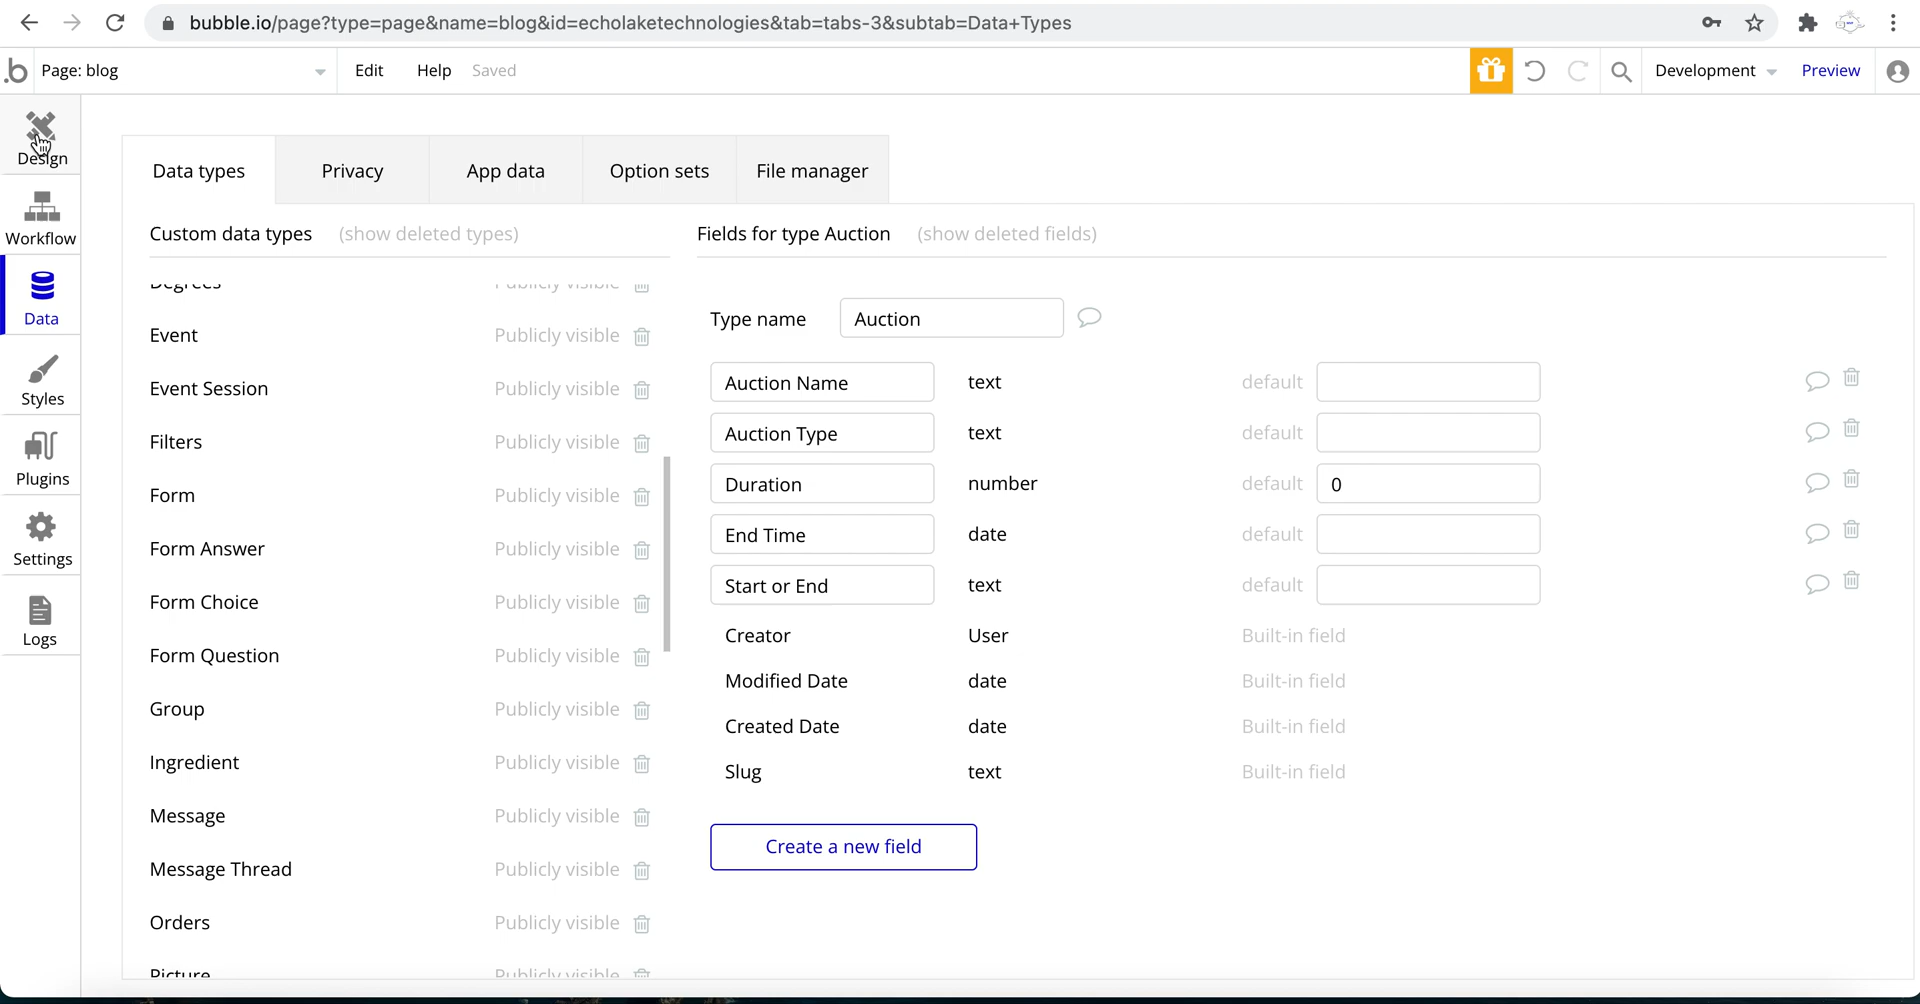 bubble.io/page?type=page&name=blog&id=echolaketechnologies&tab=tabs-3&subtab=Data+Types
.b Page: blog Edit Help Saved Development Preview
Design
Workflow
Data
Styles
Plugins
Settings
Logs
Data types Privacy App data Option sets File manager
Custom data types (show deleted types)
Degrees Publicly visible
Event Publicly visible
Event Session Publicly visible
Filters Publicly visible
Form Publicly visible
Form Answer Publicly visible
Form Choice Publicly visible
Form Question Publicly visible
Group Publicly visible
Ingredient Publicly visible
Message Publicly visible
Message Thread Publicly visible
Orders Publicly visible
Picture Publicly visible
Fields for type Auction (show deleted fields)
Type name Auction
Auction Name text default
Auction Type text default
Duration number default 0
End Time date default
Start or End text default
Creator User Built-in field
Modified Date date Built-in field
Created Date date Built-in field
Slug text Built-in field
Create a new field